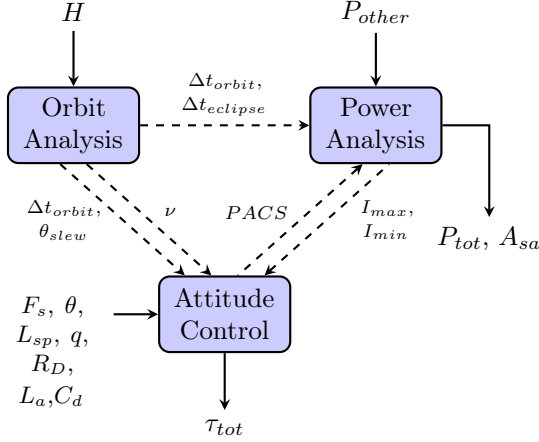 H
P_other
Orbit
Analysis
Δt_orbit,
Δt_eclipse
Power
Analysis
Δt_orbit,
θ_slew
ν
PACS
I_max,
I_min
P_tot, A_sa
F_s, θ,
L_sp, q,
R_D,
L_a,C_d
Attitude
Control
τ_tot